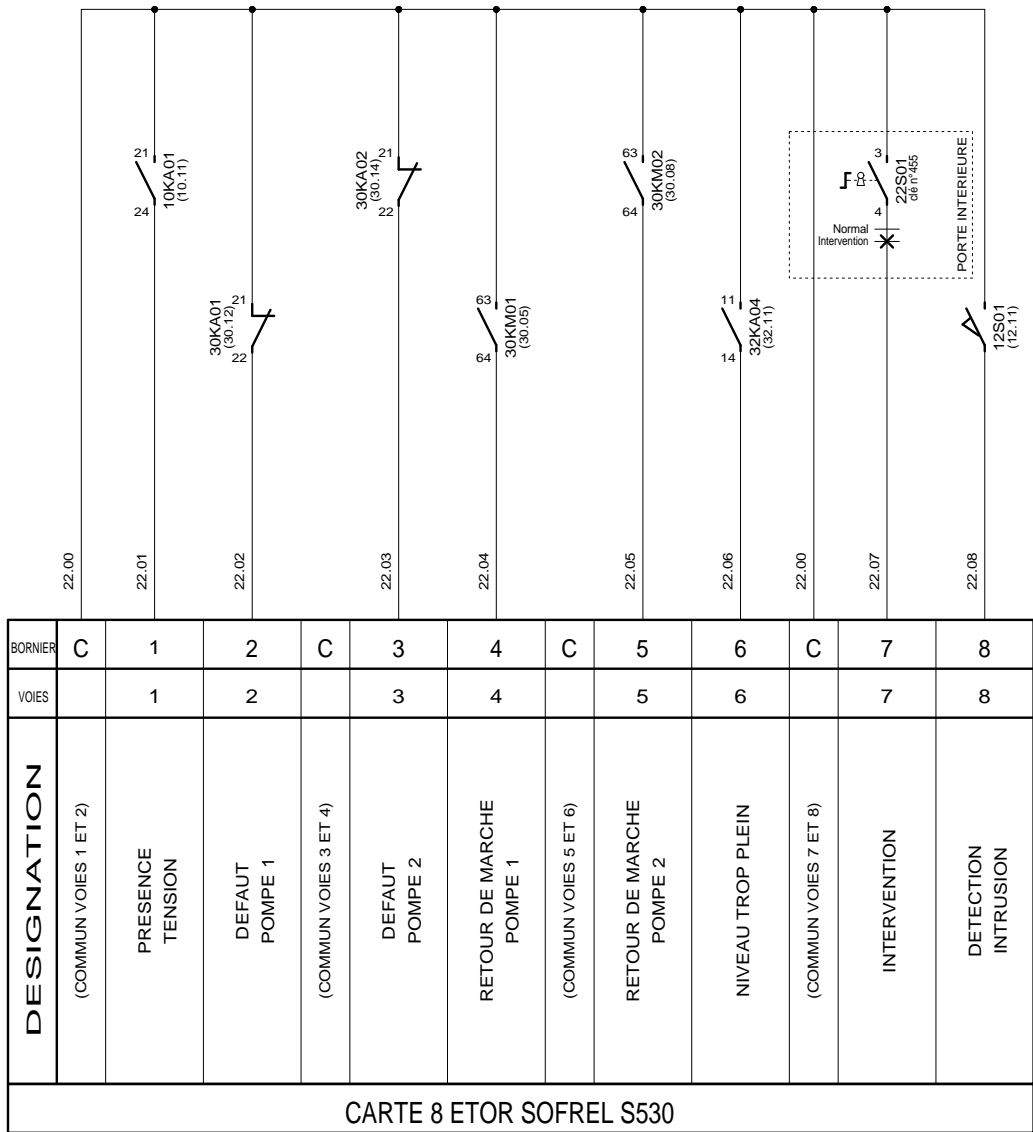 21
10KA01
(10.11)
24
30KA02
(30.14)
21
22
63
30KM02
(30.08)
64
3
22S01
clé n°455
4
Normal
Intervention
PORTE INTERIEURE
30KA01
(30.12)
21
22
63
30KM01
(30.05)
64
11
32KA04
(32.11)
14
12S01
(12.11)
22.00
22.01
22.02
22.03
22.04
22.05
22.06
22.00
22.07
22.08
BORNIER C 1 2 C 3 4 C 5 6 C 7 8
VOIES 1 2 3 4 5 6 7 8
DESIGNATION
(COMMUN VOIES 1 ET 2)
PRESENCE
TENSION
DEFAUT
POMPE 1
(COMMUN VOIES 3 ET 4)
DEFAUT
POMPE 2
RETOUR DE MARCHE
POMPE 1
(COMMUN VOIES 5 ET 6)
RETOUR DE MARCHE
POMPE 2
NIVEAU TROP PLEIN
(COMMUN VOIES 7 ET 8)
INTERVENTION
DETECTION
INTRUSION
CARTE 8 ETOR SOFREL S530